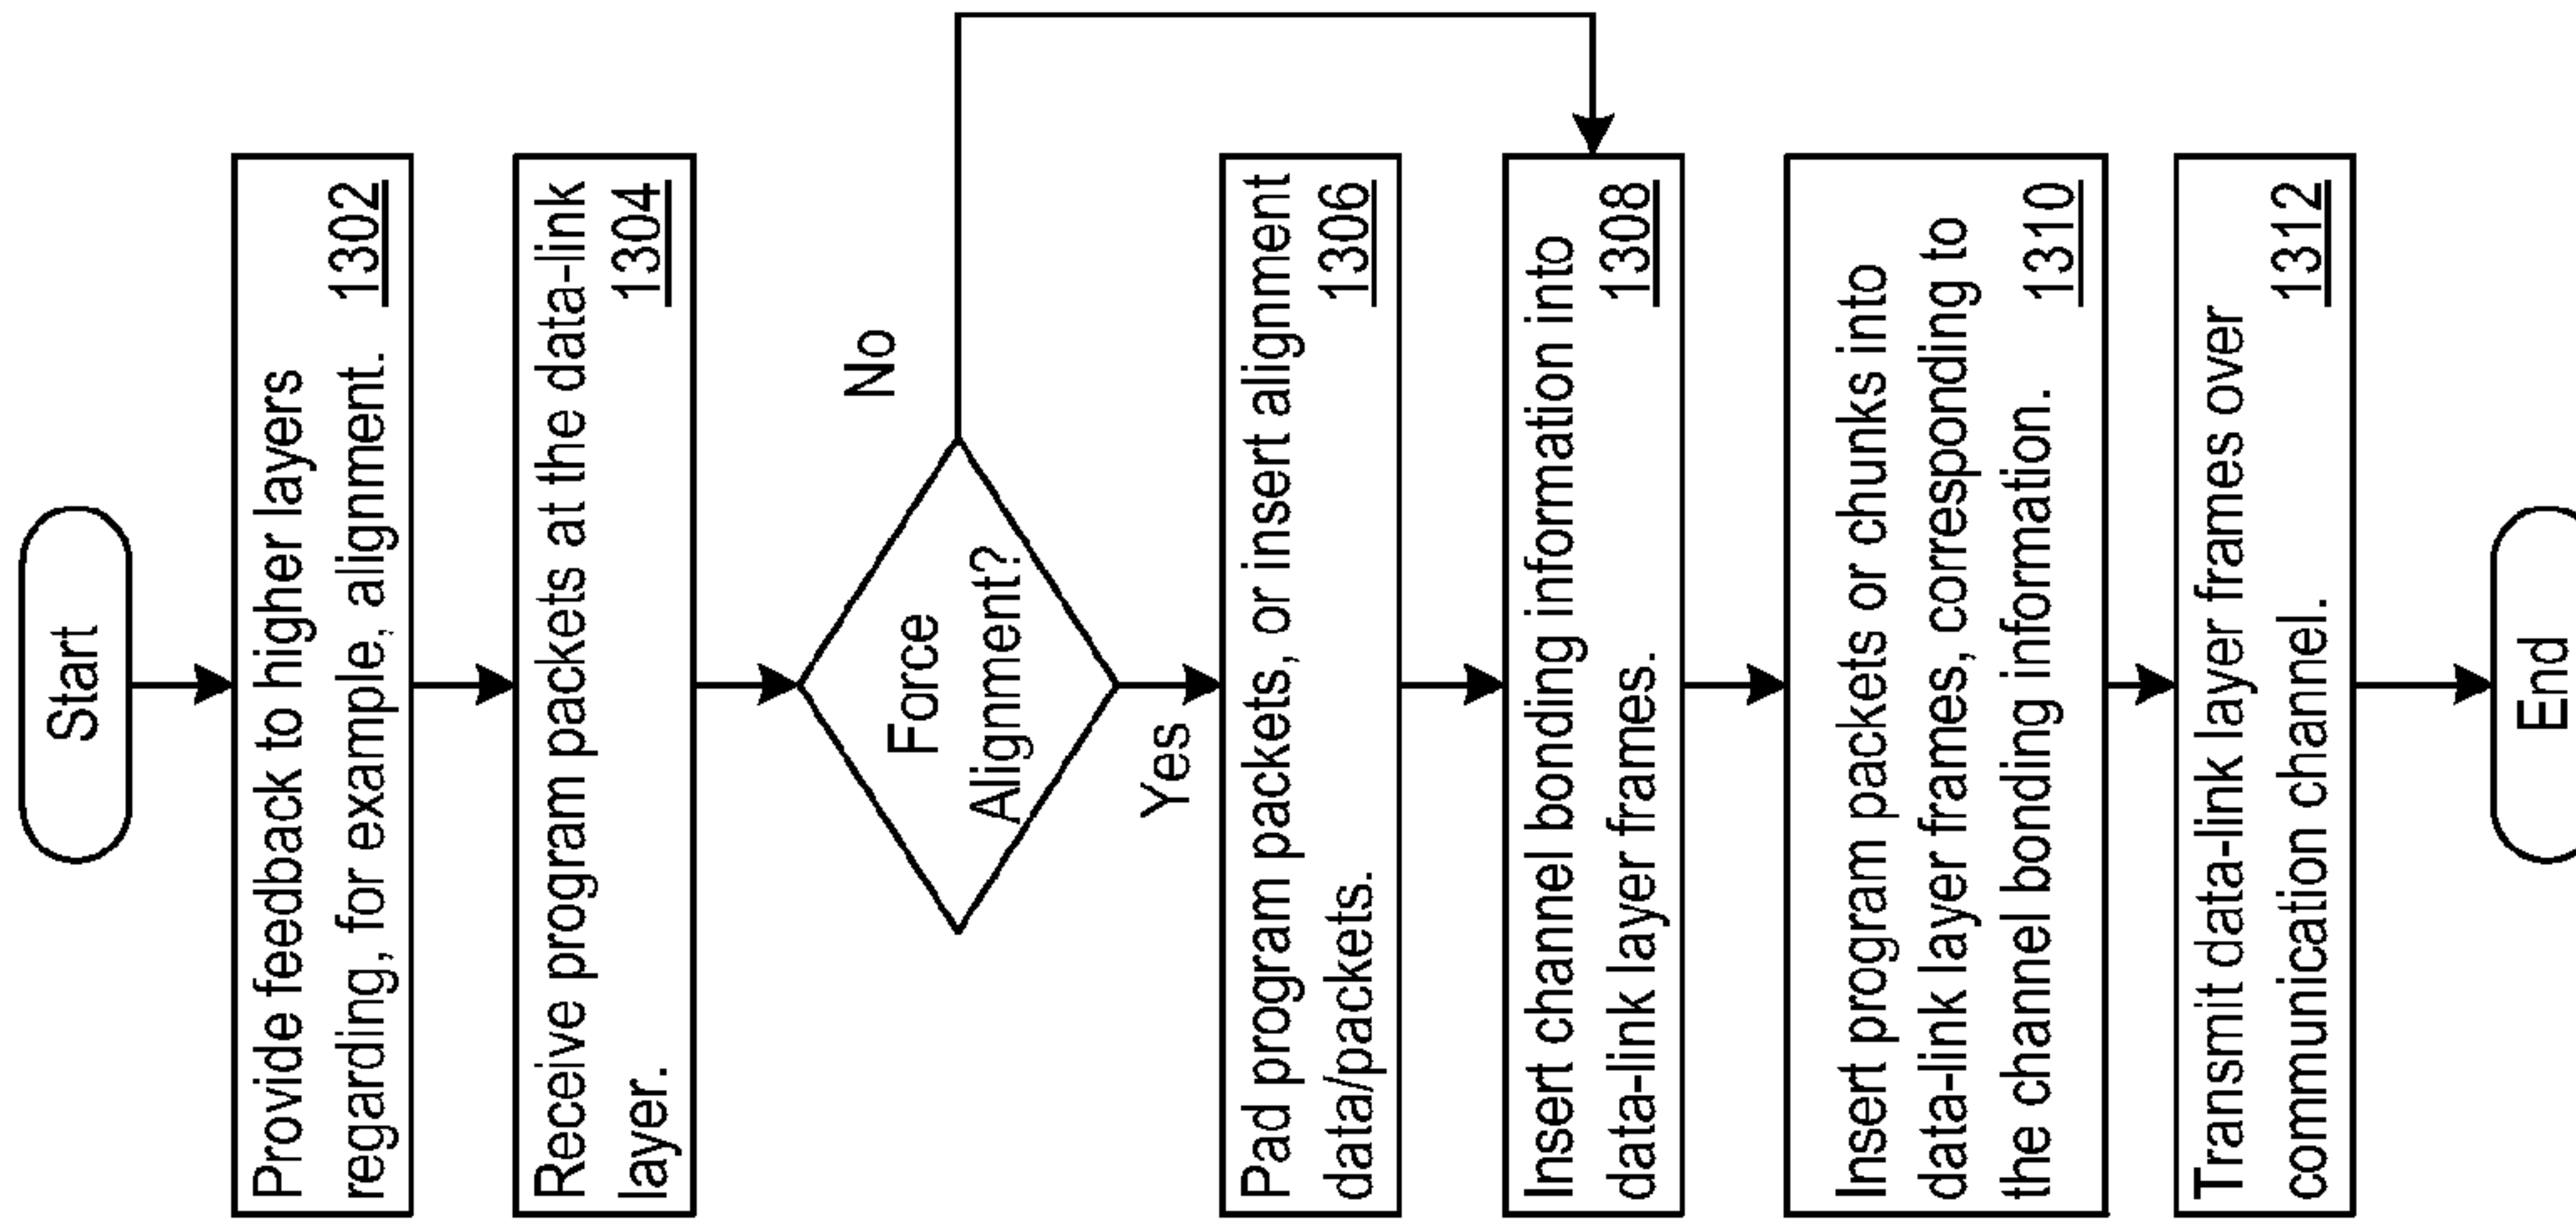 Start
Provide feedback to higher layers
regarding, for example, alignment. 1302
Receive program packets at the data-link
layer. 1304
Force
Alignment?
No
Yes
Pad program packets, or insert alignment
data/packets. 1306
Insert channel bonding information into
data-link layer frames. 1308
Insert program packets or chunks into
data-link layer frames, corresponding to
the channel bonding information. 1310
Transmit data-link layer frames over
communication channel. 1312
End